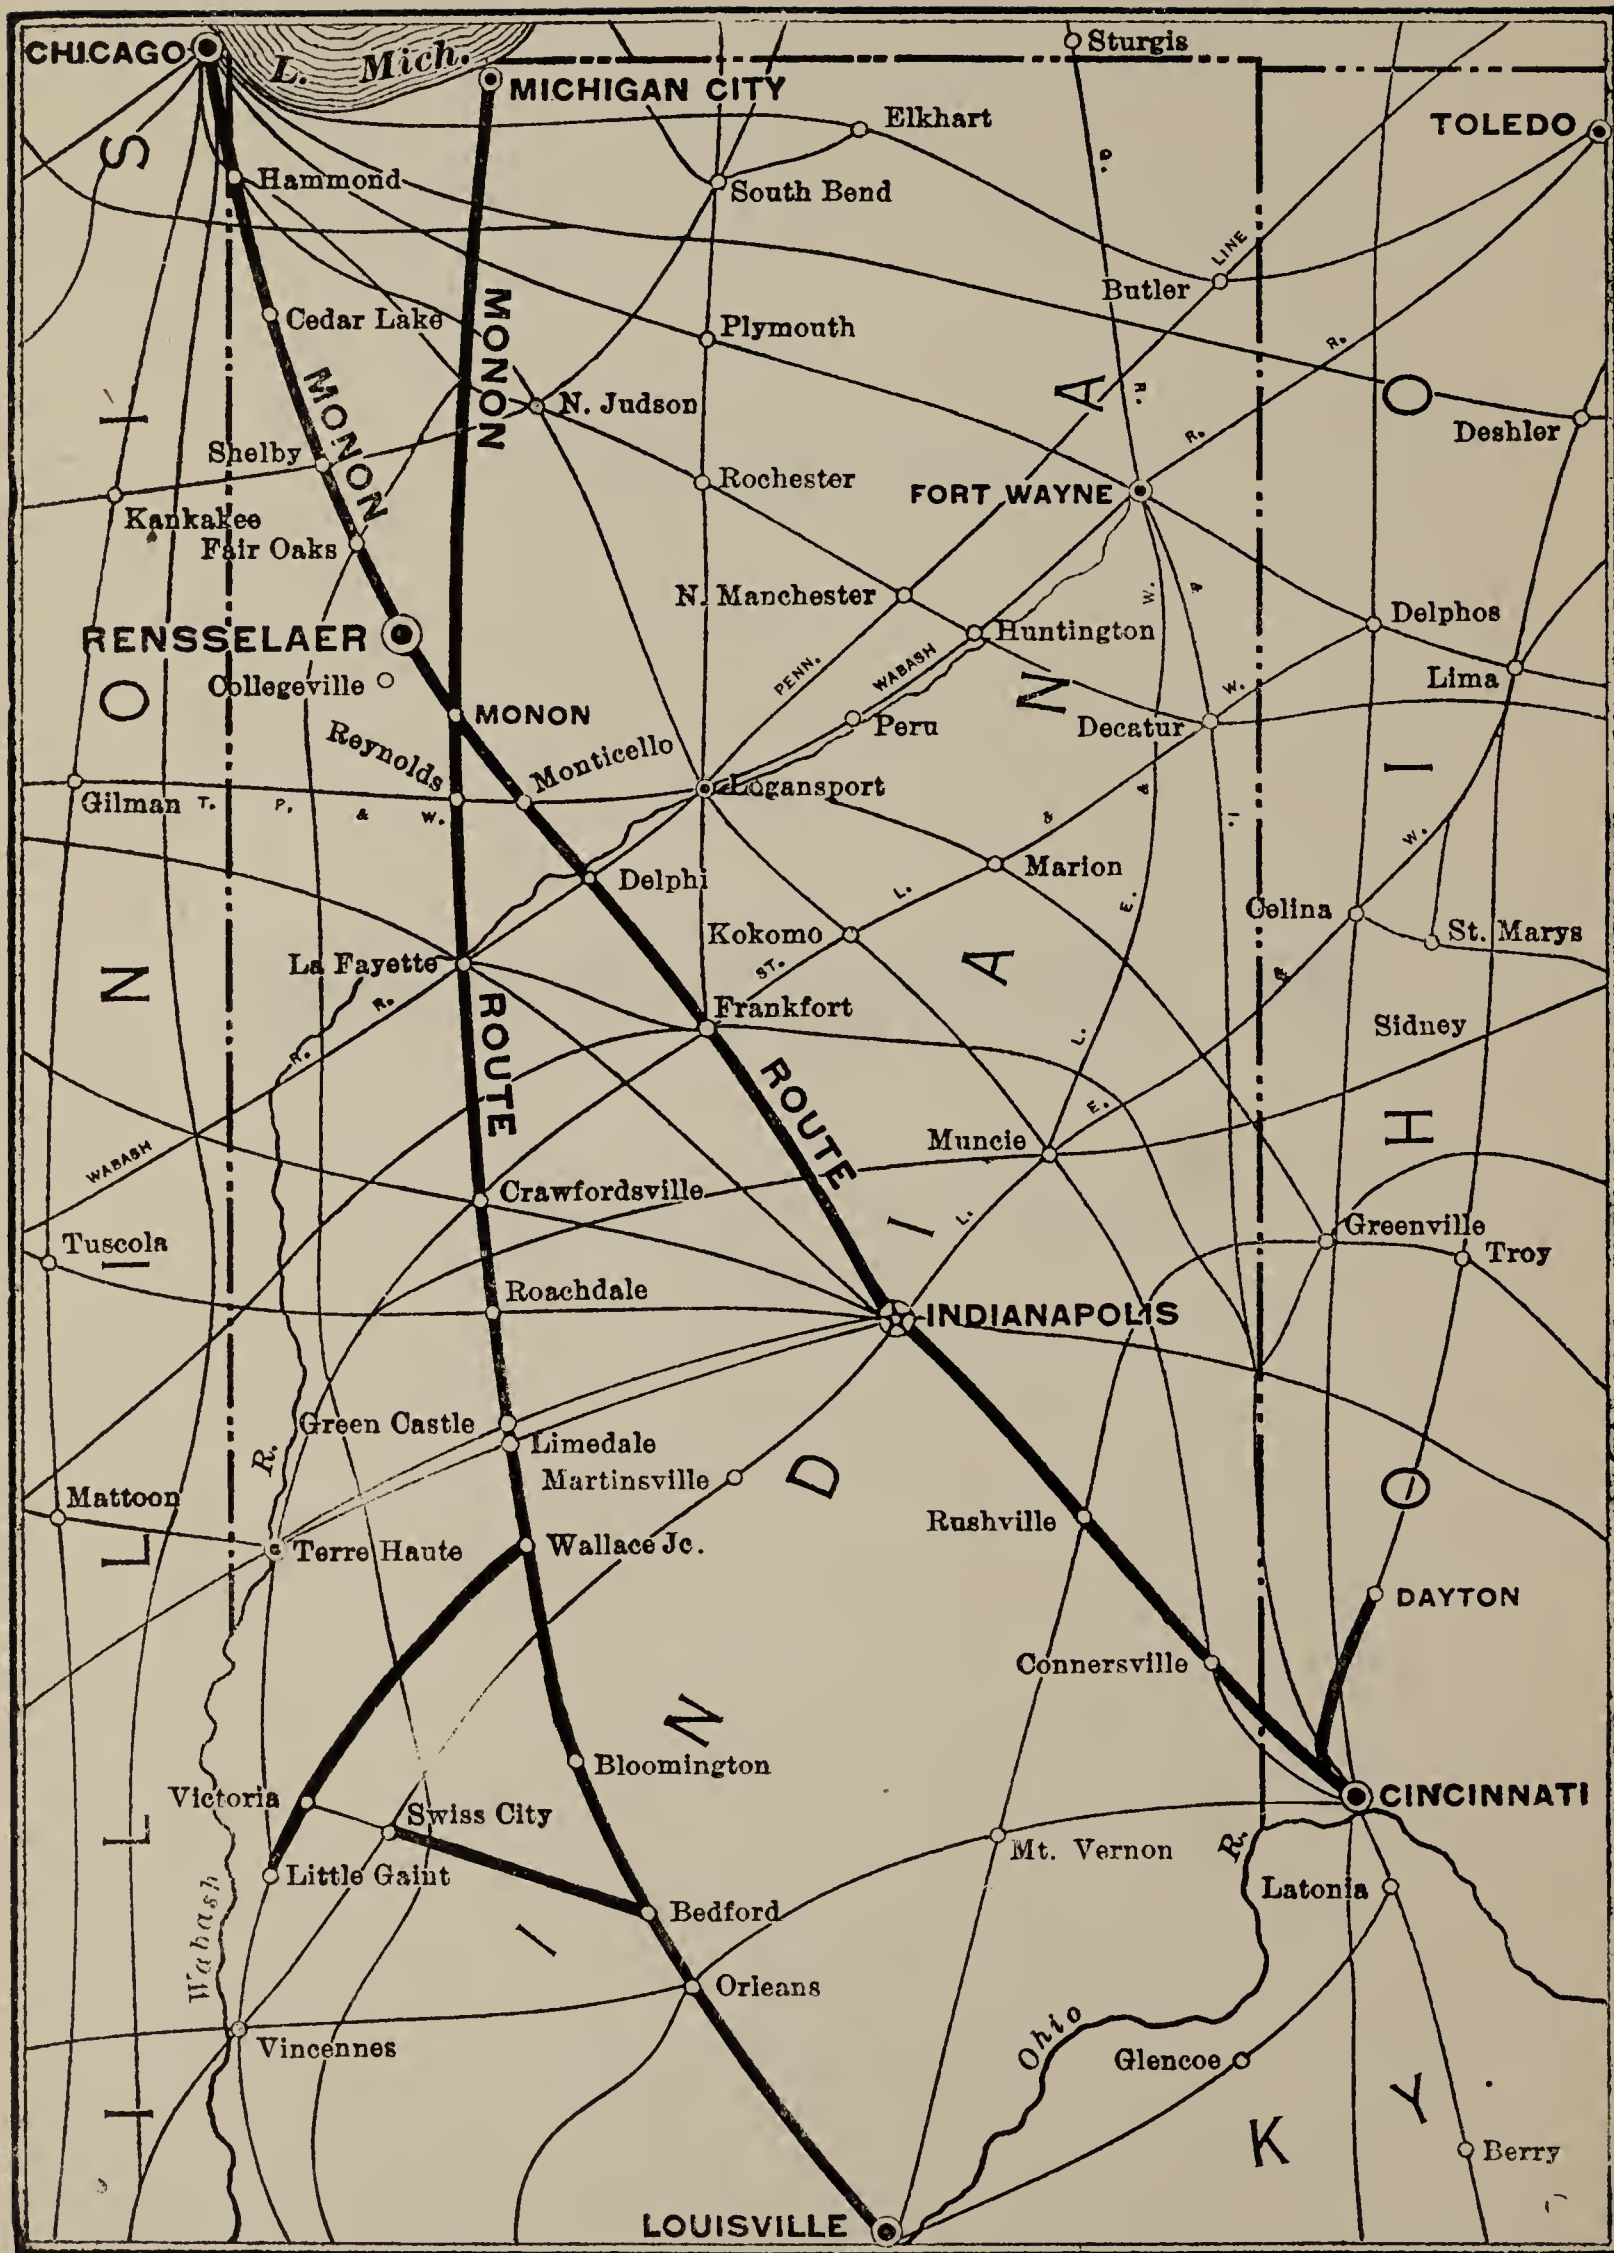 CHICAGO
L. Mich.
MICHIGAN CITY
Sturgis
Elkhart
TOLEDO
Hammond
South Bend
P.
LINE
Butler
Cedar Lake
MONON
Plymouth
R.
MONON
N. Judson
R.
Deshler
Shelby
Rochester
R.
FORT WAYNE
Kankakee
Fair Oaks
N. Manchester
W.
&
Delphos
RENSSELAER
Huntington
PENN.
WABASH
Lima
Collegeville
W.
MONON
Peru
Decatur
Reynolds
Monticello
Logansport
&
Gilman
T. P. & W.
&
I.
W.
Delphi
Marion
L.
E.
Celina
St. Marys
Kokomo
ST.
La Fayette
R.
&
Frankfort
Sidney
ROUTE
R.
L.
ROUTE
E.
Muncie
WABASH
Crawfordsville
L.
Greenville
Tuscola
Troy
Roachdale
INDIANAPOLIS
Green Castle
Limedale
R.
Martinsville
Mattoon
Rushville
Terre Haute
Wallace Jc.
DAYTON
Connersville
Bloomington
Victoria
CINCINNATI
Swiss City
R.
Mt. Vernon
Little Gaint
Latonia
Wabash
Bedford
Orleans
Ohio
Vincennes
Glencoe
Berry
LOUISVILLE
ILLINOIS
INDIANA
OHIO
KY